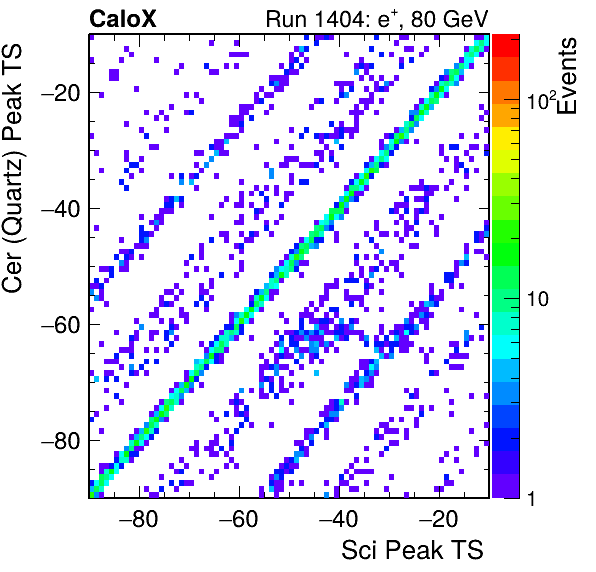 CaloX Run 1404: e⁺, 80 GeV
Cer (Quartz) Peak TS
−20
−40
−60
−80
−80 −60 −40 −20
Sci Peak TS
Events
10²
10
1